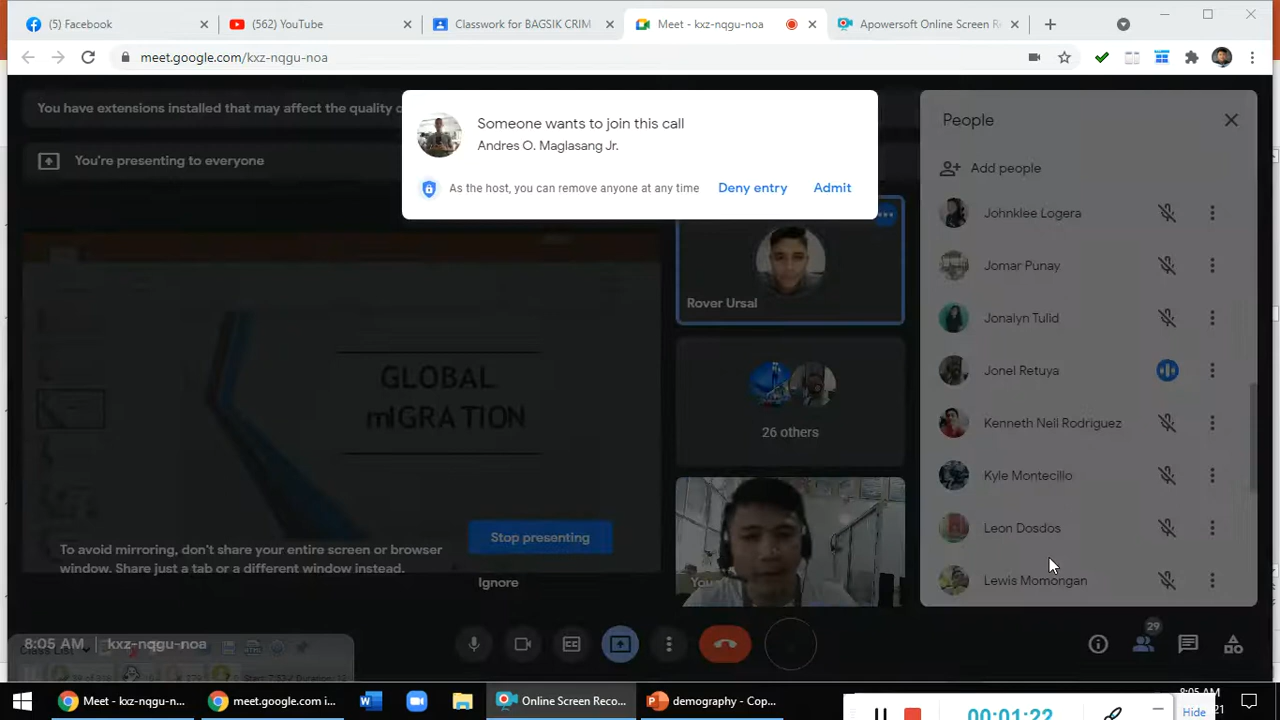 (5) Facebook
(562) YouTube
Classwork for BAGSIK CRIM
Meet - kxz-nqgu-noa
Apowersoft Online Screen Re
meet.google.com/kxz-nqgu-noa
You have extensions installed that may affect the quality o
You're presenting to everyone
Someone wants to join this call
Andres O. Maglasang Jr.
As the host, you can remove anyone at any time
Deny entry
Admit
People
Add people
Johnklee Logera
Jomar Punay
Jonalyn Tulid
Jonel Retuya
Kenneth Neil Rodriguez
Kyle Montecillo
Leon Dosdos
Lewis Momongan
Rover Ursal
26 others
You
GLOBAL
mIGRATION
To avoid mirroring, don't share your entire screen or browser
window. Share just a tab or a different window instead.
Stop presenting
Ignore
8:05 AM | kxz-nqgu-noa
29
Meet - kxz-nqgu-n...
meet.google.com i...
Online Screen Reco...
demography - Cop...
00:01:22
Hide
8:05 AM